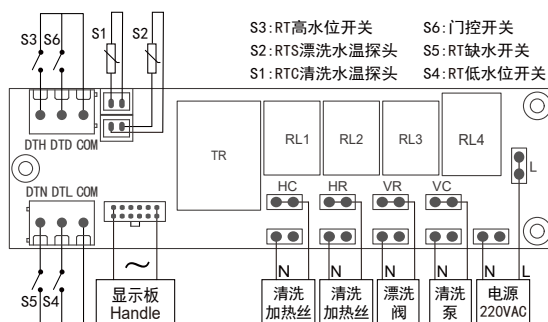 S3 S6 S1 S2
S3:RT高水位开关 S6:门控开关
S2:RTS漂洗水温探头 S5:RT缺水开关
S1:RTC清洗水温探头 S4:RT低水位开关
DTH DTD COM
TR
RL1 RL2 RL3 RL4
L
DTN DTL COM
HC HR VR VC
S5 S4
~
N N N N N L
显示板
Handle
清洗
加热丝
清洗
加热丝
漂洗
阀
清洗
泵
电源
220VAC